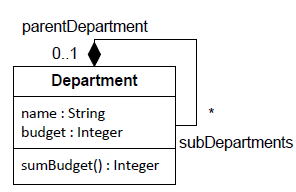 parentDepartment
0..1
Department
name : String
budget : Integer
*
subDepartments
sumBudget() : Integer